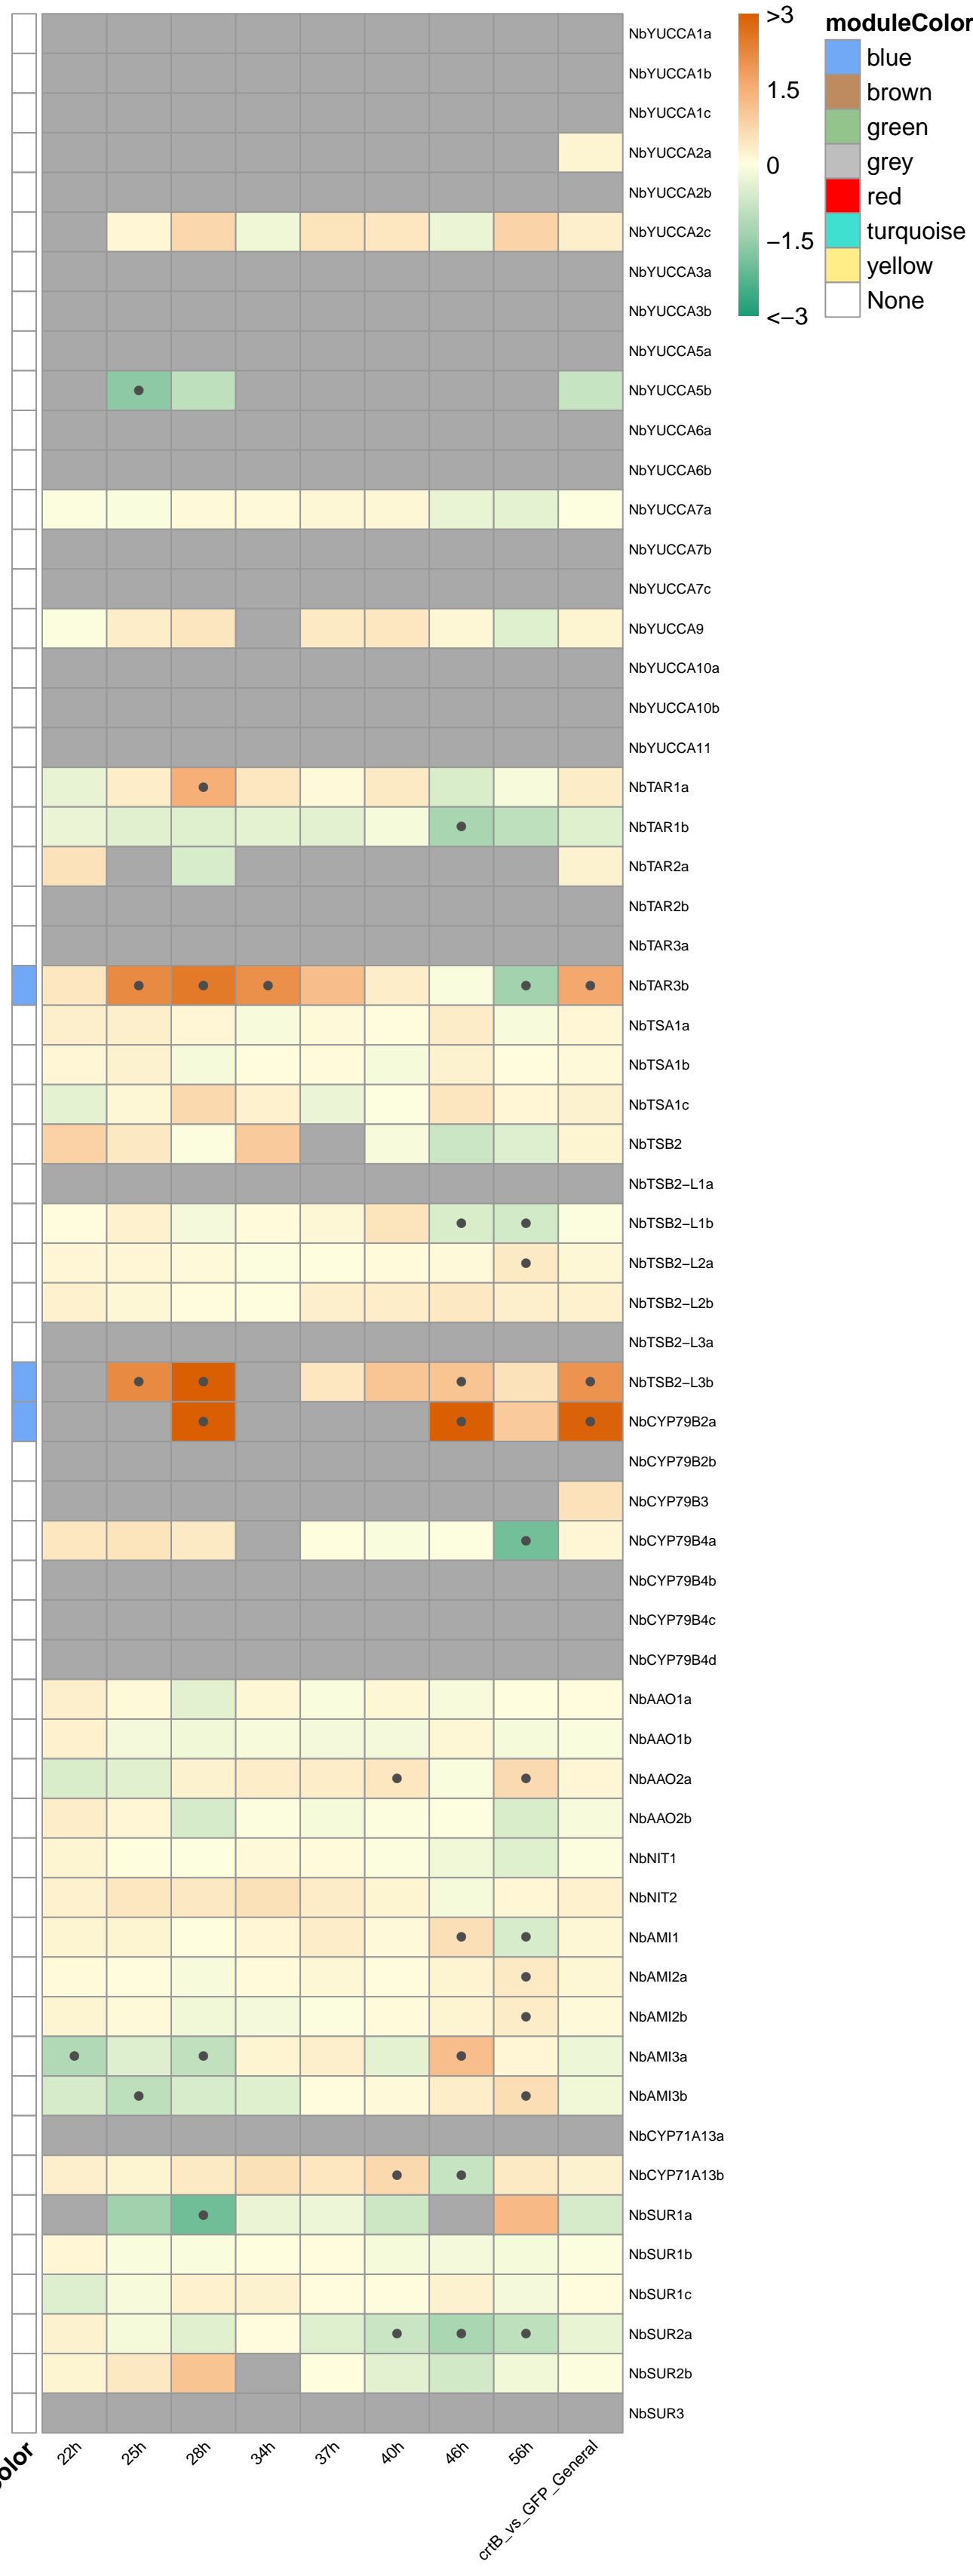 NbYUCCA1a
NbYUCCA1b
NbYUCCA1c
NbYUCCA2a
NbYUCCA2b
NbYUCCA2c
NbYUCCA3a
NbYUCCA3b
NbYUCCA5a
NbYUCCA5b
NbYUCCA6a
NbYUCCA6b
NbYUCCA7a
NbYUCCA7b
NbYUCCA7c
NbYUCCA9
NbYUCCA10a
NbYUCCA10b
NbYUCCA11
NbTAR1a
NbTAR1b
NbTAR2a
NbTAR2b
NbTAR3a
NbTAR3b
NbTSA1a
NbTSA1b
NbTSA1c
NbTSB2
NbTSB2−L1a
NbTSB2−L1b
NbTSB2−L2a
NbTSB2−L2b
NbTSB2−L3a
NbTSB2−L3b
NbCYP79B2a
NbCYP79B2b
NbCYP79B3
NbCYP79B4a
NbCYP79B4b
NbCYP79B4c
NbCYP79B4d
NbAAO1a
NbAAO1b
NbAAO2a
NbAAO2b
NbNIT1
NbNIT2
NbAMI1
NbAMI2a
NbAMI2b
NbAMI3a
NbAMI3b
NbCYP71A13a
NbCYP71A13b
NbSUR1a
NbSUR1b
NbSUR1c
NbSUR2a
NbSUR2b
NbSUR3
>3
1.5
0
−1.5
<−3
moduleColor
blue
brown
green
grey
red
turquoise
yellow
None
olor
22h
25h
28h
34h
37h
40h
46h
56h
crtB_vs_GFP_General